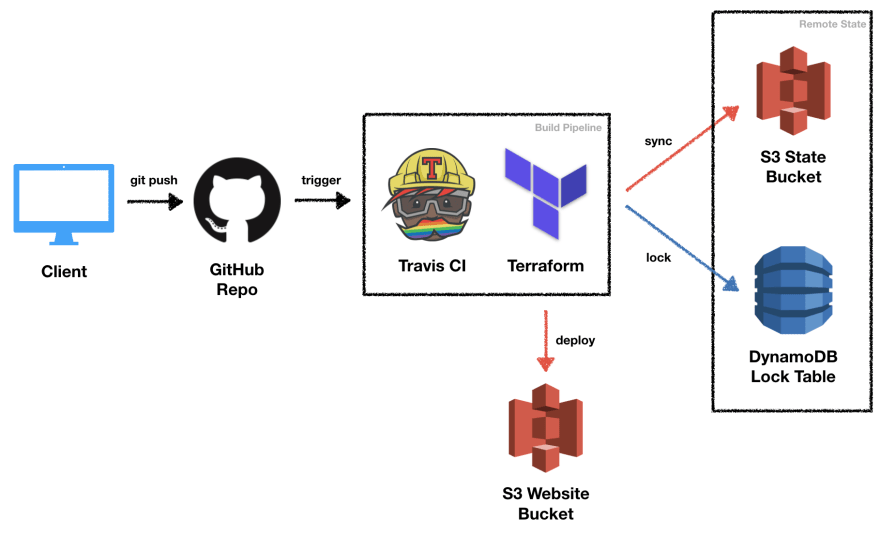 Remote State
Build Pipeline
sync
S3 State
Bucket
git push
trigger
T
Client
GitHub
Repo
Travis CI
Terraform
lock
deploy
DynamoDB
Lock Table
S3 Website
Bucket